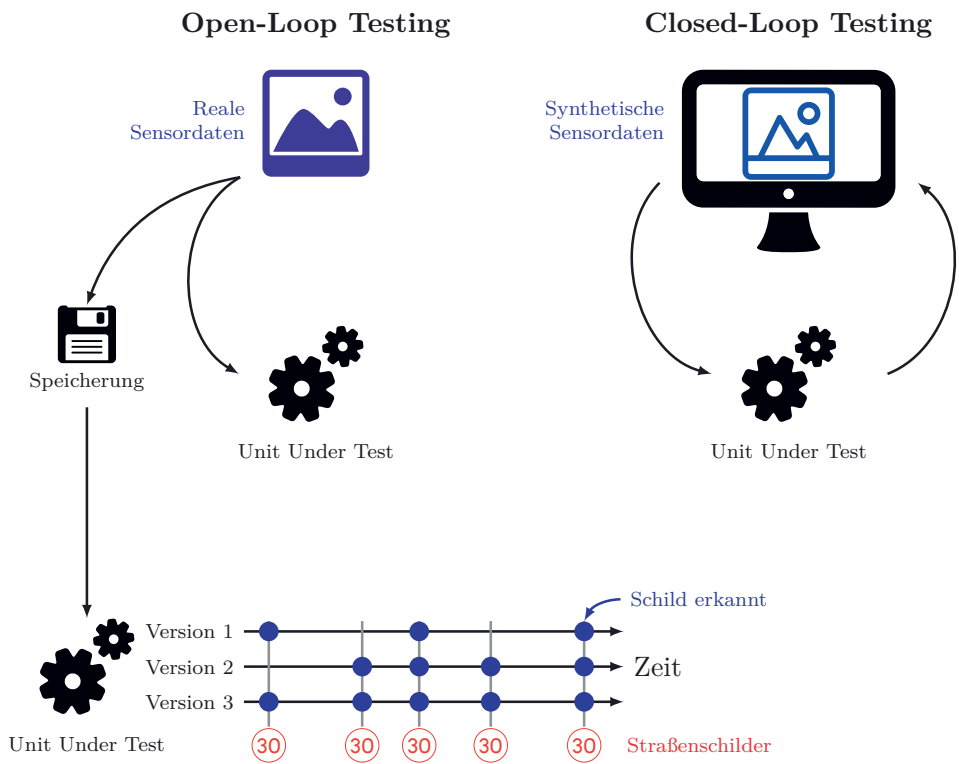 Open-Loop Testing
Closed-Loop Testing
Reale
Sensordaten
Synthetische
Sensordaten
Speicherung
Unit Under Test
Unit Under Test
Schild erkannt
Version 1
Version 2
Zeit
Version 3
Unit Under Test
30
30
30
30
30
Straßenschilder